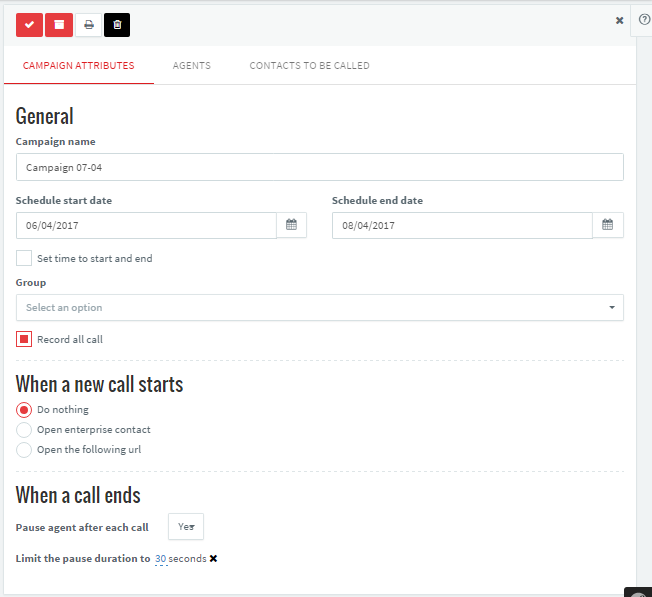 CAMPAIGN ATTRIBUTES AGENTS CONTACTS TO BE CALLED
General
Campaign name
Campaign 07-04
Schedule start date Schedule end date
06/04/2017 08/04/2017
Set time to start and end
Group
Select an option
Record all call
When a new call starts
Do nothing
Open enterprise contact
Open the following url
When a call ends
Pause agent after each call Yes
Limit the pause duration to 30 seconds